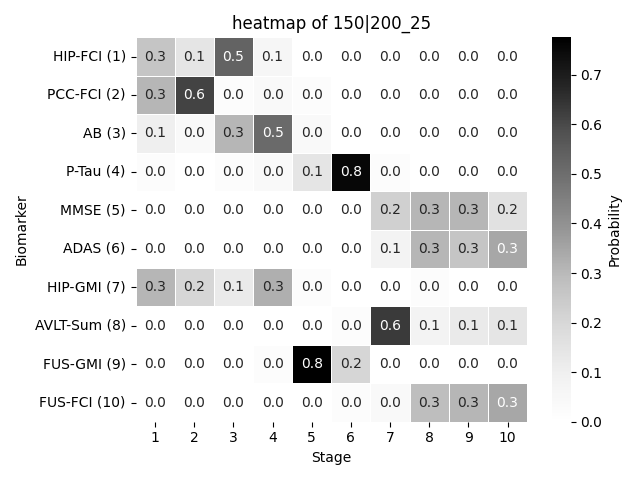 heatmap of 150|200_25
Biomarker
HIP-FCI (1) 0.3 0.1 0.5 0.1 0.0 0.0 0.0 0.0 0.0 0.0
PCC-FCI (2) 0.3 0.6 0.0 0.0 0.0 0.0 0.0 0.0 0.0 0.0
AB (3) 0.1 0.0 0.3 0.5 0.0 0.0 0.0 0.0 0.0 0.0
P-Tau (4) 0.0 0.0 0.0 0.0 0.1 0.8 0.0 0.0 0.0 0.0
MMSE (5) 0.0 0.0 0.0 0.0 0.0 0.0 0.2 0.3 0.3 0.2
ADAS (6) 0.0 0.0 0.0 0.0 0.0 0.0 0.1 0.3 0.3 0.3
HIP-GMI (7) 0.3 0.2 0.1 0.3 0.0 0.0 0.0 0.0 0.0 0.0
AVLT-Sum (8) 0.0 0.0 0.0 0.0 0.0 0.0 0.6 0.1 0.1 0.1
FUS-GMI (9) 0.0 0.0 0.0 0.0 0.8 0.2 0.0 0.0 0.0 0.0
FUS-FCI (10) 0.0 0.0 0.0 0.0 0.0 0.0 0.0 0.3 0.3 0.3
1 2 3 4 5 6 7 8 9 10
Stage
0.7
0.6
0.5
0.4
0.3
0.2
0.1
0.0
Probability